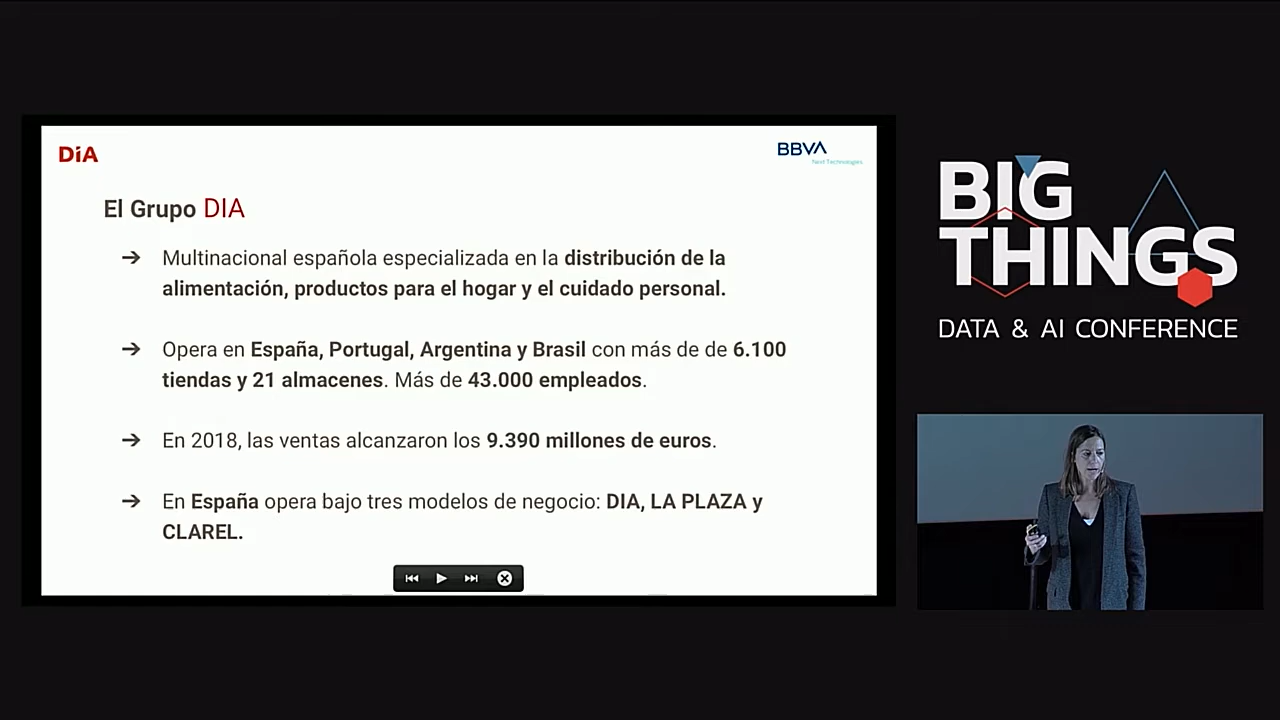 DiA
BBVA
Next Technologies
El Grupo DIA
➔ Multinacional española especializada en la distribución de la
alimentación, productos para el hogar y el cuidado personal.
➔ Opera en España, Portugal, Argentina y Brasil con más de de 6.100
tiendas y 21 almacenes. Más de 43.000 empleados.
➔ En 2018, las ventas alcanzaron los 9.390 millones de euros.
➔ En España opera bajo tres modelos de negocio: DIA, LA PLAZA y
CLAREL.
BIG
THINGS
DATA & AI CONFERENCE